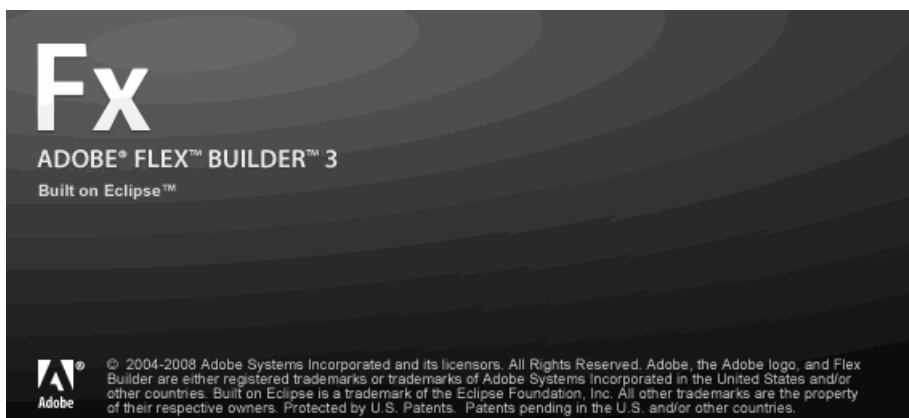 Fx
ADOBE® FLEX™ BUILDER™ 3
Built on Eclipse™
© 2004-2008 Adobe Systems Incorporated and its licensors. All Rights Reserved. Adobe, the Adobe logo, and Flex
Builder are either registered trademarks or trademarks of Adobe Systems Incorporated in the United States and/or
other countries. Built on Eclipse is a trademark of the Eclipse Foundation, Inc. All other trademarks are the property
of their respective owners. Protected by U.S. Patents. Patents pending in the U.S. and/or other countries.
®
Adobe